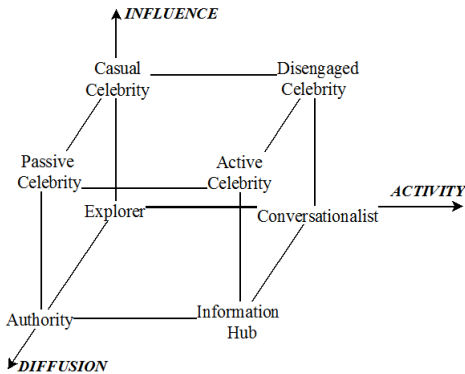 INFLUENCE
Casual
Celebrity
Disengaged
Celebrity
Passive
Celebrity
Active
Celebrity
ACTIVITY
Explorer
Conversationalist
Authority
Information
Hub
DIFFUSION